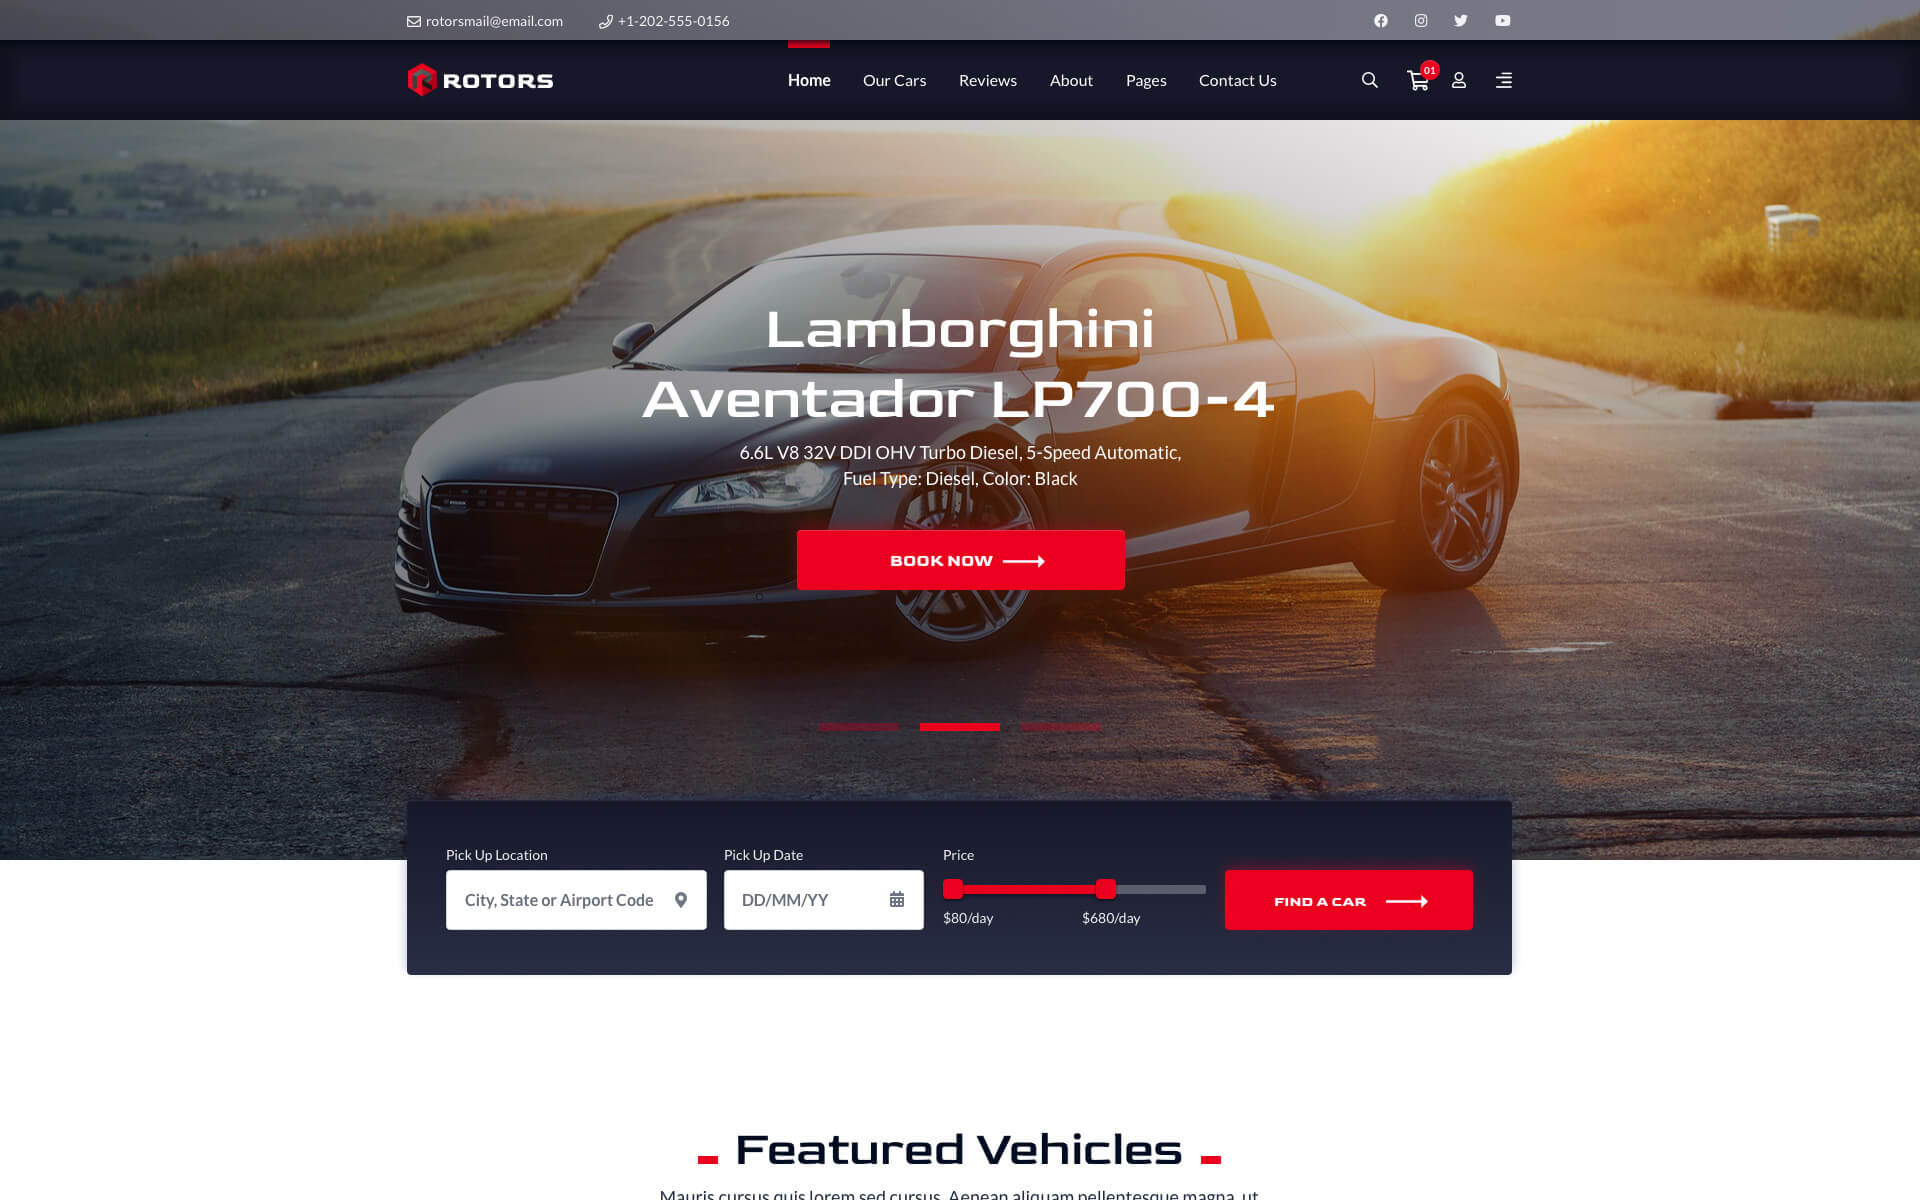 rotorsmail@email.com +1-202-555-0156
ROTORS Home Our Cars Reviews About Pages Contact Us 01
Lamborghini
Aventador LP700-4
6.6L V8 32V DDI OHV Turbo Diesel, 5-Speed Automatic,
Fuel Type: Diesel, Color: Black
BOOK NOW
Pick Up Location Pick Up Date Price
City, State or Airport Code DD/MM/YY FIND A CAR
$80/day $680/day
Featured Vehicles
Mauris cursus quis lorem sed cursus. Aenean aliquam pellentesque magna, ut